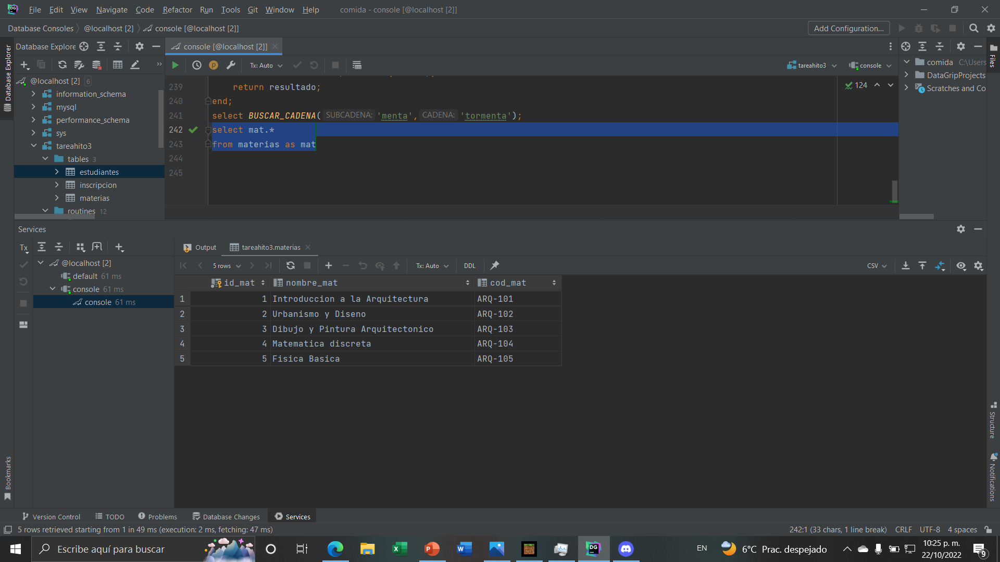 File Edit View Navigate Code Refactor Run Tools Git Window Help comida - console [@localhost [2]]
Database Consoles @localhost [2] console [@localhost [2]] Add Configuration...
Database Explore console [@localhost [2]]
Tx: Auto tareahito3 console
Database Explorer
@localhost [2] 6
information_schema
mysql
performance_schema
sys
tareahito3
tables 3
estudiantes
inscripcion
materias
routines 12
239 return resultado;
240 end;
241 select BUSCAR_CADENA( SUBCADENA: 'menta', CADENA: 'tormenta');
242 select mat.*
243 from materias as mat
244
245
124
comida C:\Users
DataGripProjects
Scratches and Co
Files
Services
Tx
@localhost [2]
default 61 ms
console 61 ms
console 61 ms
Output tareahito3.materias
5 rows Tx: Auto DDL CSV
id_mat nombre_mat cod_mat
1 1 Introduccion a la Arquitectura ARQ-101
2 2 Urbanismo y Diseno ARQ-102
3 3 Dibujo y Pintura Arquitectonico ARQ-103
4 4 Matematica discreta ARQ-104
5 5 Fisica Basica ARQ-105
Structure
Notifications
Bookmarks
Version Control TODO Problems Database Changes Services
5 rows retrieved starting from 1 in 49 ms (execution: 2 ms, fetching: 47 ms) 242:1 (33 chars, 1 line break) CRLF UTF-8 4 spaces
Escribe aquí para buscar EN 6°C Prac. despejado 10:25 p. m.
22/10/2022
9